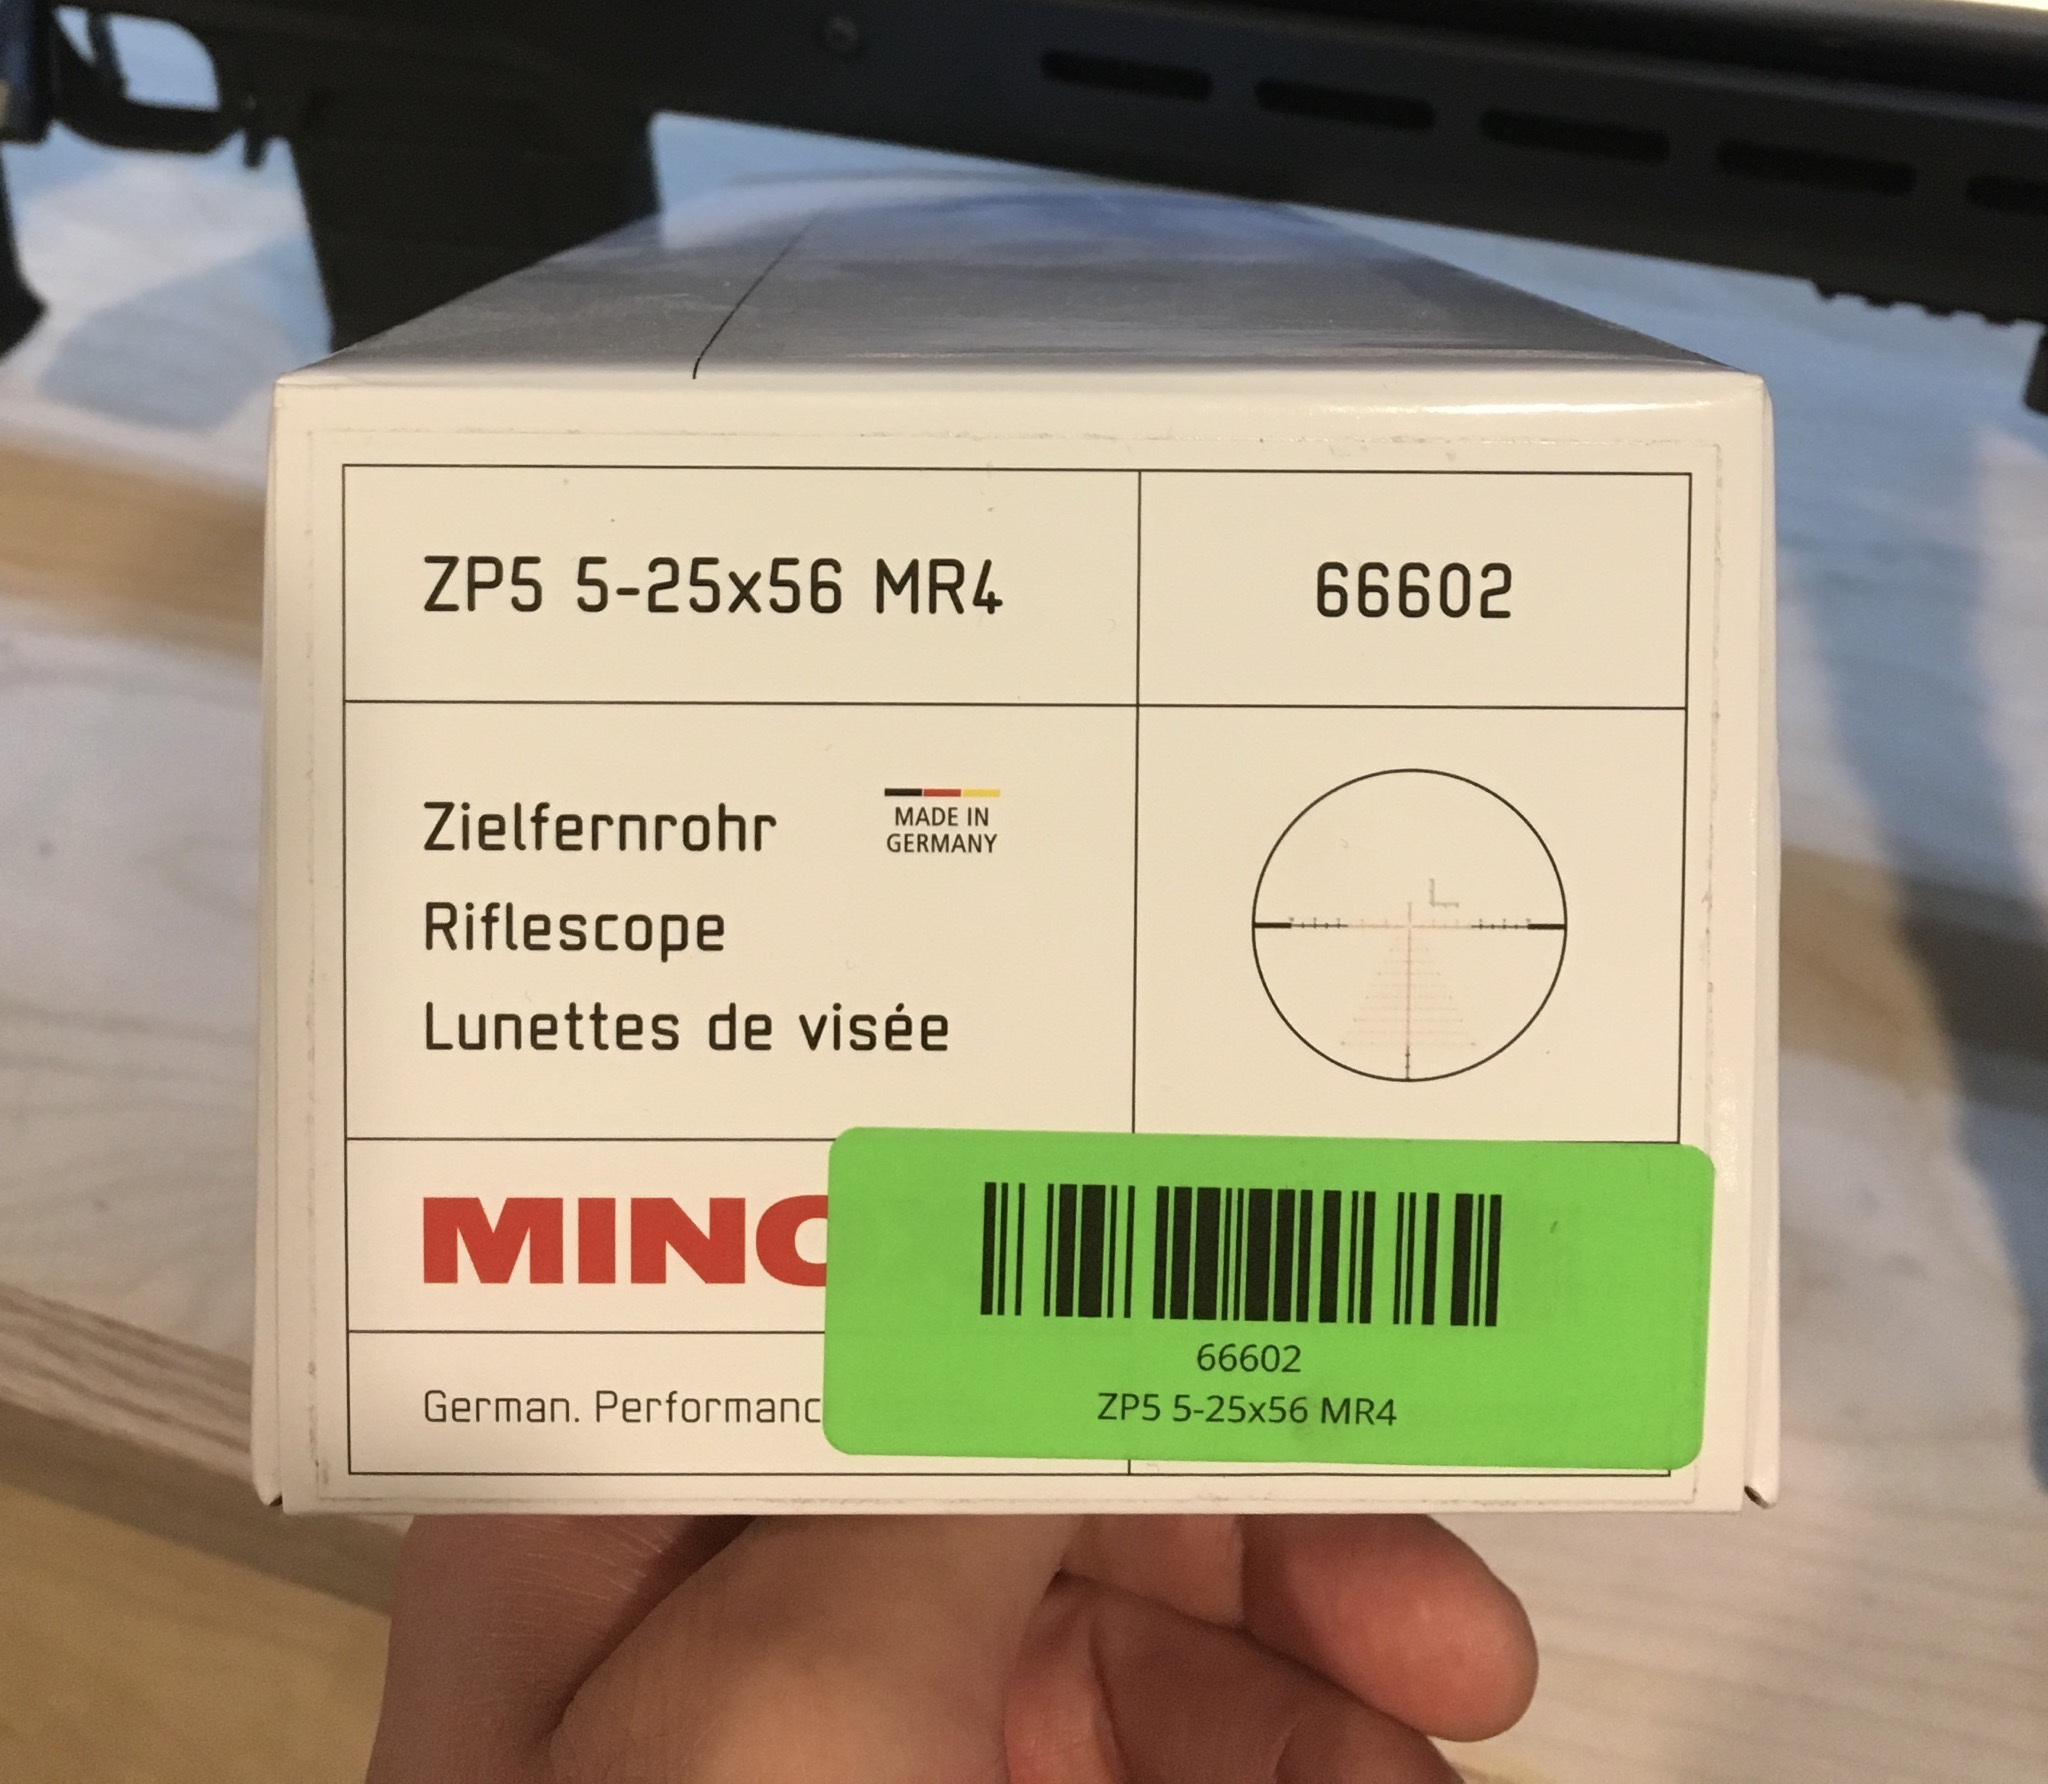 ZP5 5-25x56 MR4
66602
Zielfernrohr
MADE IN
GERMANY
Riflescope
Lunettes de visée
MINO
German. Performanc
66602
ZP5 5-25x56 MR4